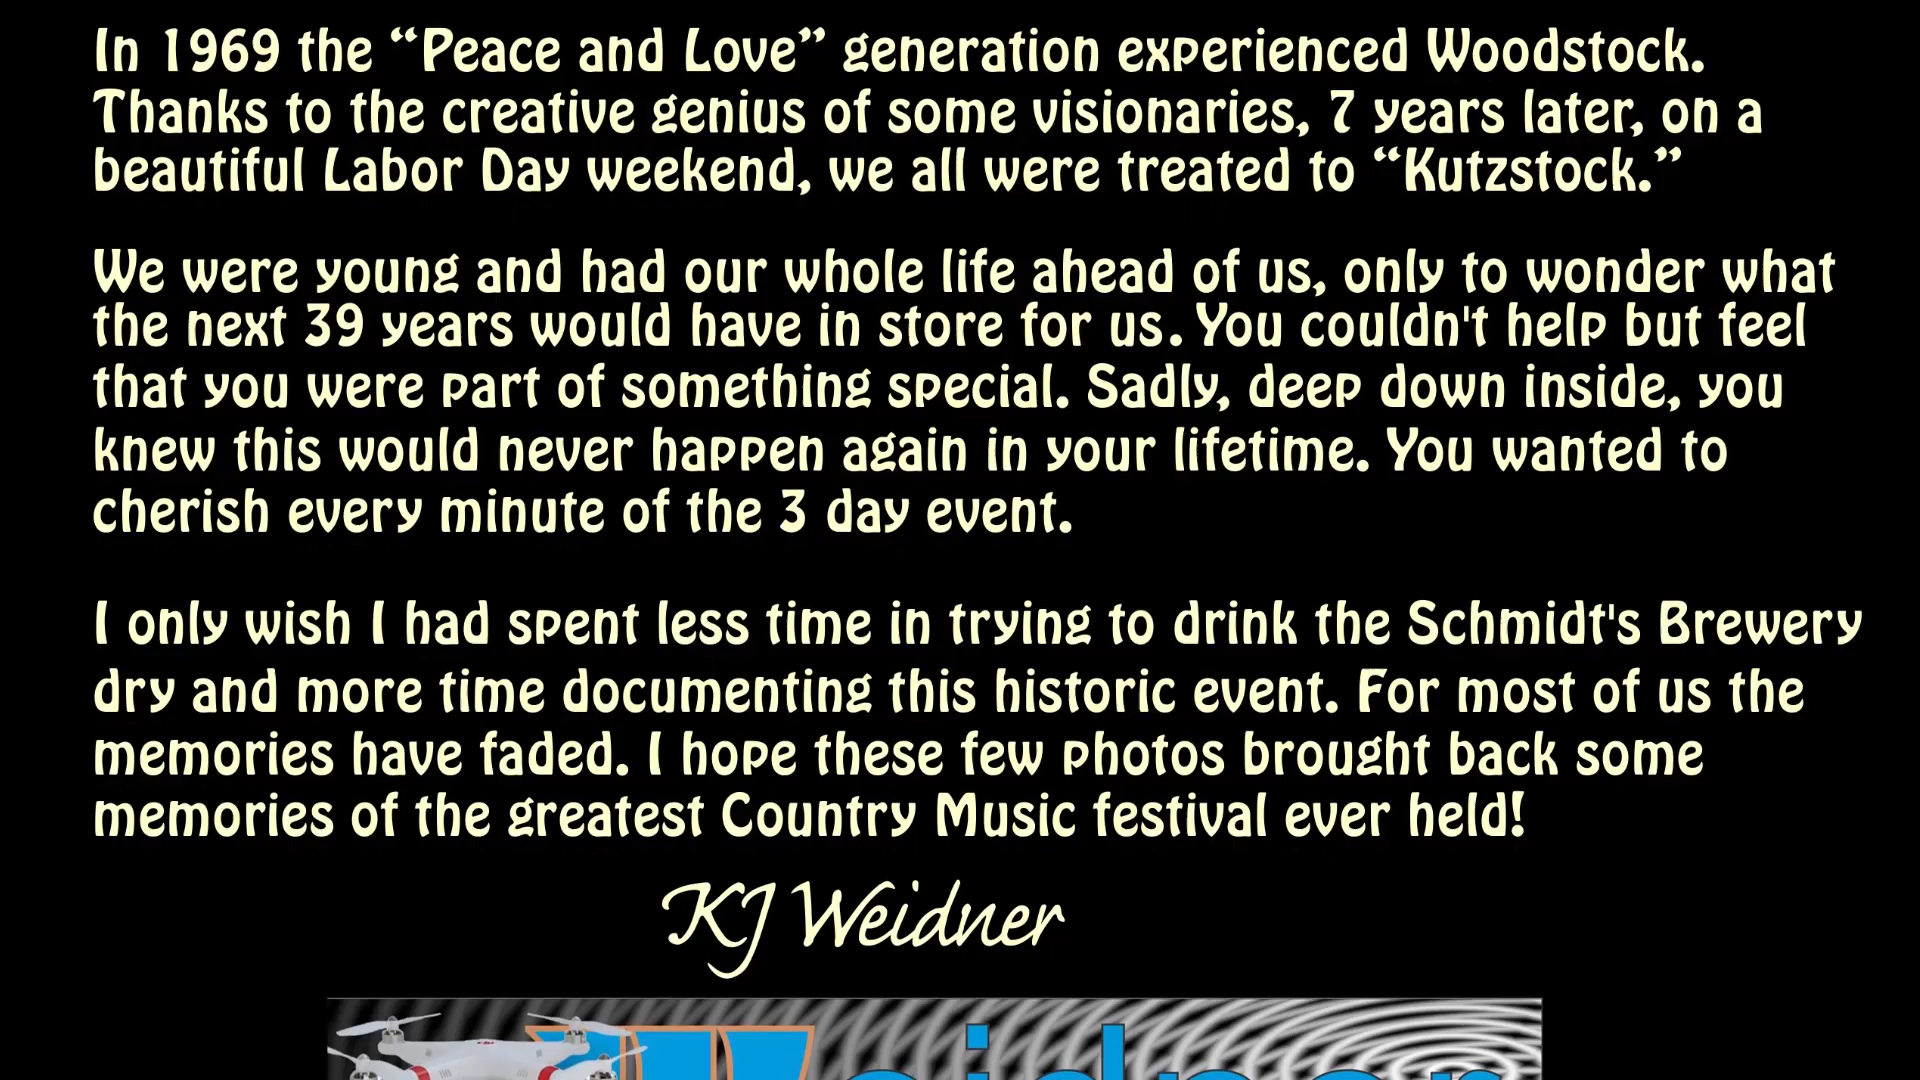 In 1969 the “Peace and Love” generation experienced Woodstock.
Thanks to the creative genius of some visionaries, 7 years later, on a
beautiful Labor Day weekend, we all were treated to “Kutzstock.”
We were young and had our whole life ahead of us, only to wonder what
the next 39 years would have in store for us. You couldn't help but feel
that you were part of something special. Sadly, deep down inside, you
knew this would never happen again in your lifetime. You wanted to
cherish every minute of the 3 day event.
I only wish I had spent less time in trying to drink the Schmidt's Brewery
dry and more time documenting this historic event. For most of us the
memories have faded. I hope these few photos brought back some
memories of the greatest Country Music festival ever held!
KJ Weidner